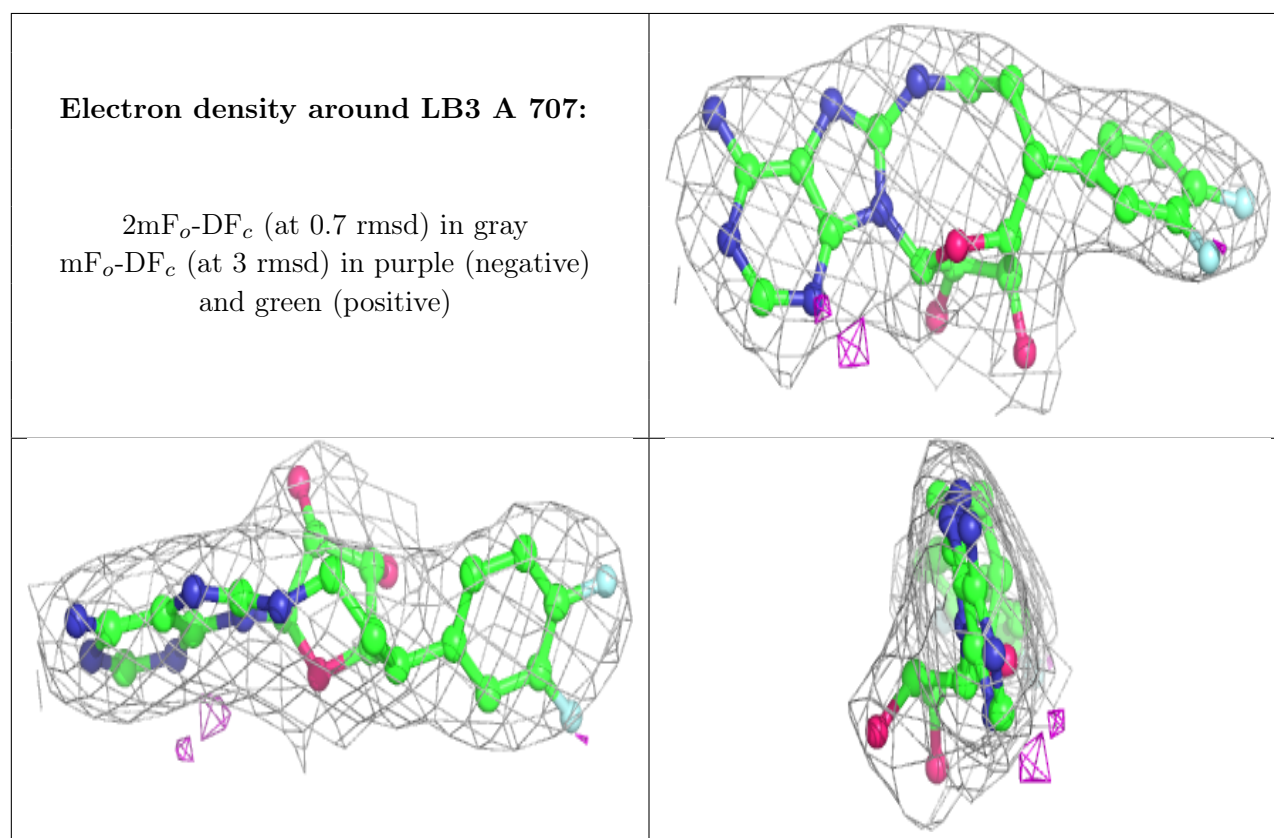 Electron density around LB3 A 707:
2mFₒ-DF𝑐 (at 0.7 rmsd) in gray
mFₒ-DF𝑐 (at 3 rmsd) in purple (negative)
and green (positive)